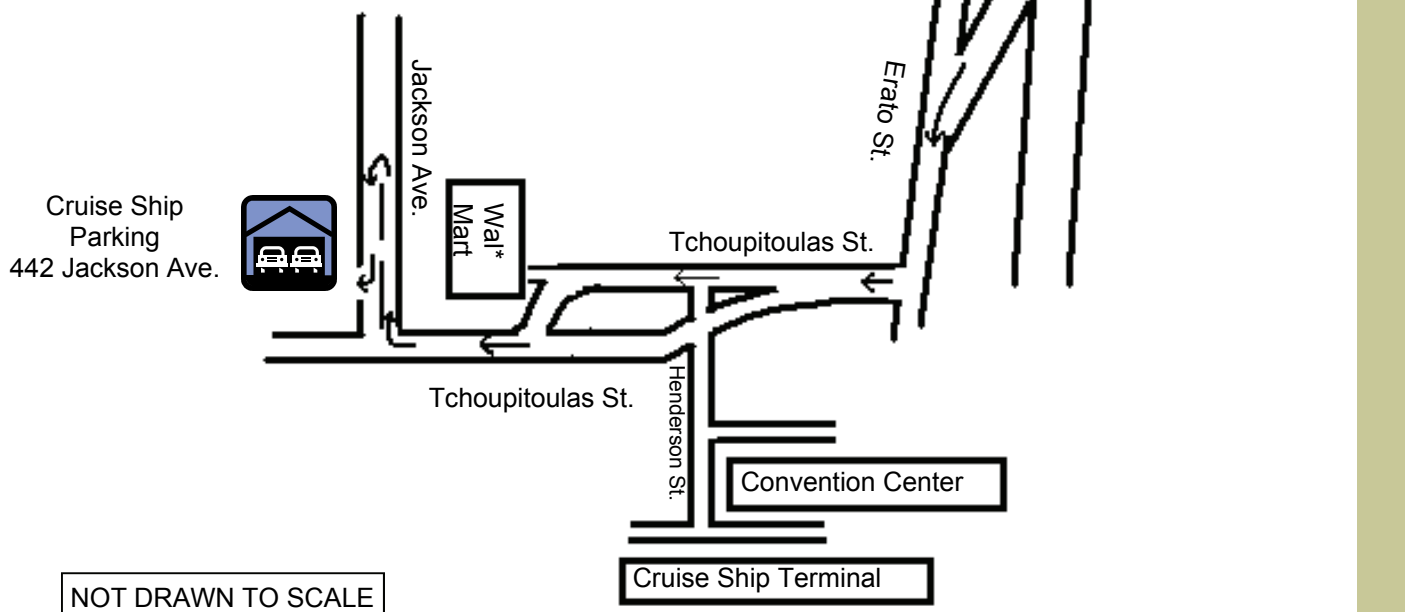 Jackson Ave.
Erato St.
Cruise Ship
Parking
442 Jackson Ave.
Wal*
Mart
Tchoupitoulas St.
Tchoupitoulas St.
Henderson St.
Convention Center
Cruise Ship Terminal
NOT DRAWN TO SCALE